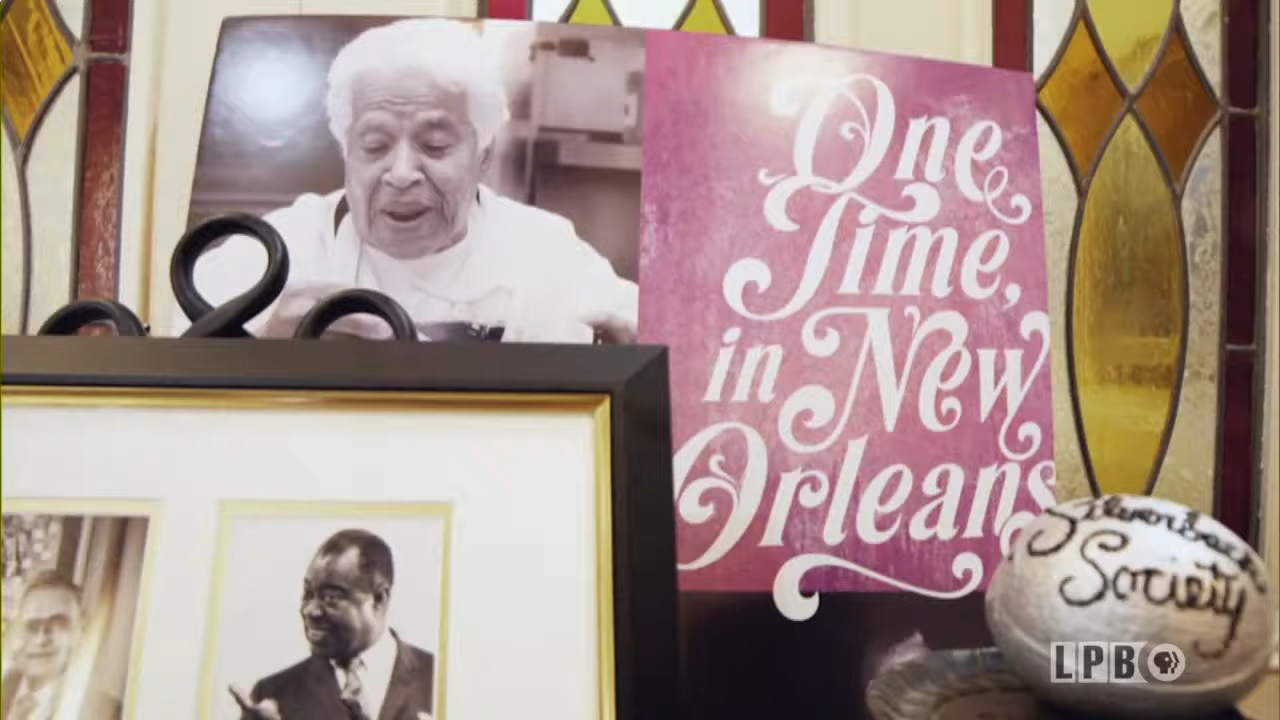 One
Time,
in New
Orleans
Silverback
Society
LPB